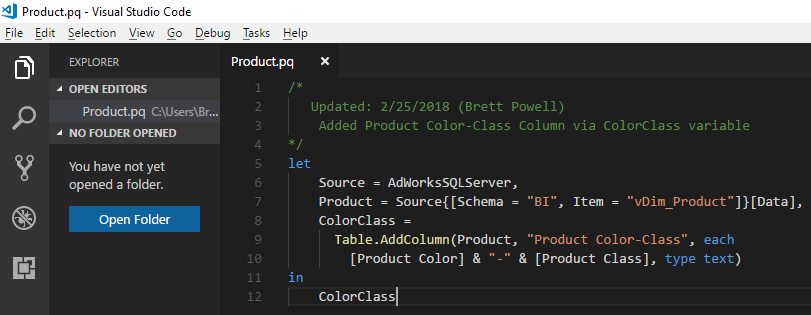 Product.pq - Visual Studio Code
File Edit Selection View Go Debug Tasks Help
EXPLORER
OPEN EDITORS
Product.pq C:\Users\Br...
NO FOLDER OPENED
You have not yet
opened a folder.
Open Folder
Product.pq ×
1 /*
2 Updated: 2/25/2018 (Brett Powell)
3 Added Product Color-Class Column via ColorClass variable
4 */
5 let
6 Source = AdWorksSQLServer,
7 Product = Source{[Schema = "BI", Item = "vDim_Product"]}[Data],
8 ColorClass =
9 Table.AddColumn(Product, "Product Color-Class", each
10 [Product Color] & "-" & [Product Class], type text)
11 in
12 ColorClass